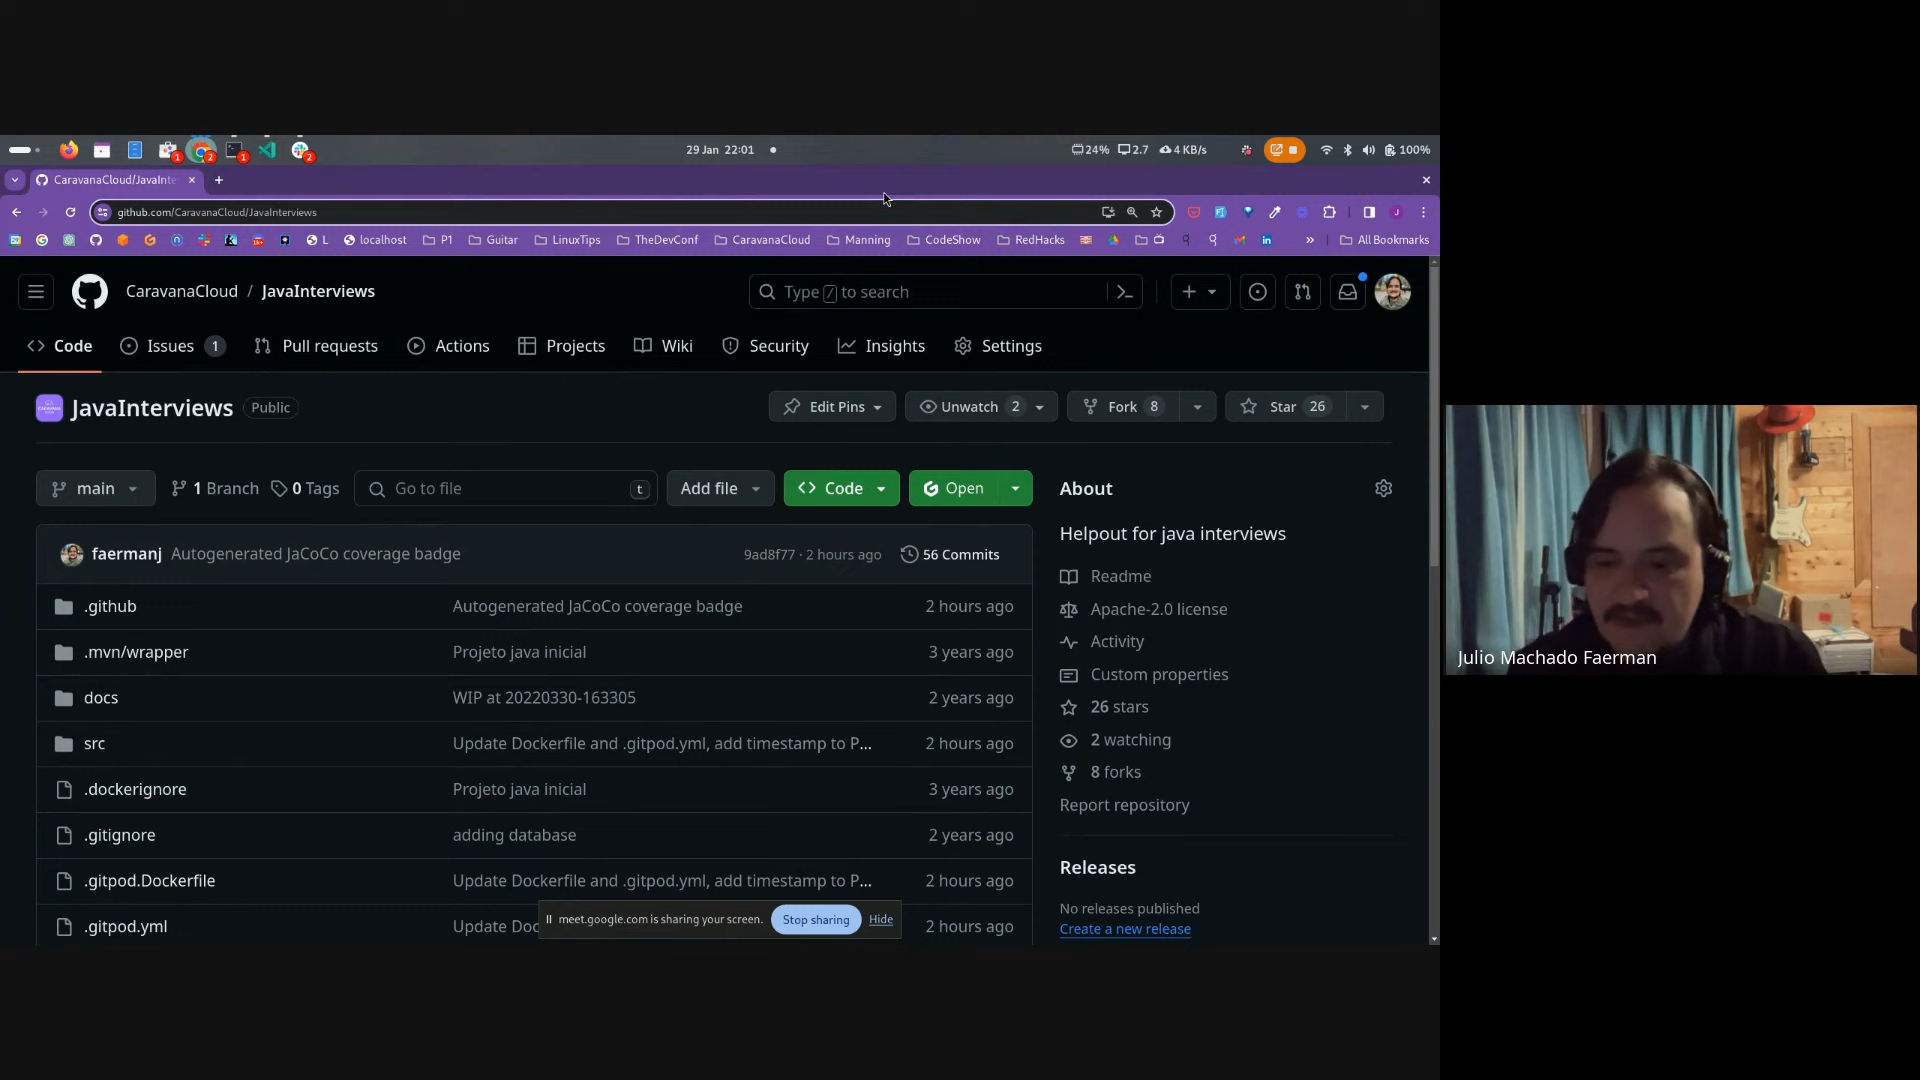 29 Jan 22:01
24% 2.7 4 KB/s 100%
1 2 1 2
CaravanaCloud/JavaInte
github.com/CaravanaCloud/JavaInterviews
L localhost P1 Guitar LinuxTips TheDevConf CaravanaCloud Manning CodeShow RedHacks » All Bookmarks
CaravanaCloud / JavaInterviews
Type / to search
Code Issues 1 Pull requests Actions Projects Wiki Security Insights Settings
JavaInterviews Public
Edit Pins Unwatch 2 Fork 8 Star 26
main 1 Branch 0 Tags Go to file t Add file Code Open
faermanj Autogenerated JaCoCo coverage badge 9ad8f77 · 2 hours ago 56 Commits
.github Autogenerated JaCoCo coverage badge 2 hours ago
.mvn/wrapper Projeto java inicial 3 years ago
docs WIP at 20220330-163305 2 years ago
src Update Dockerfile and .gitpod.yml, add timestamp to P... 2 hours ago
.dockerignore Projeto java inicial 3 years ago
.gitignore adding database 2 years ago
.gitpod.Dockerfile Update Dockerfile and .gitpod.yml, add timestamp to P... 2 hours ago
.gitpod.yml Update Doc 2 hours ago
meet.google.com is sharing your screen. Stop sharing Hide
About
Helpout for java interviews
Readme
Apache-2.0 license
Activity
Custom properties
26 stars
2 watching
8 forks
Report repository
Releases
No releases published
Create a new release
Julio Machado Faerman